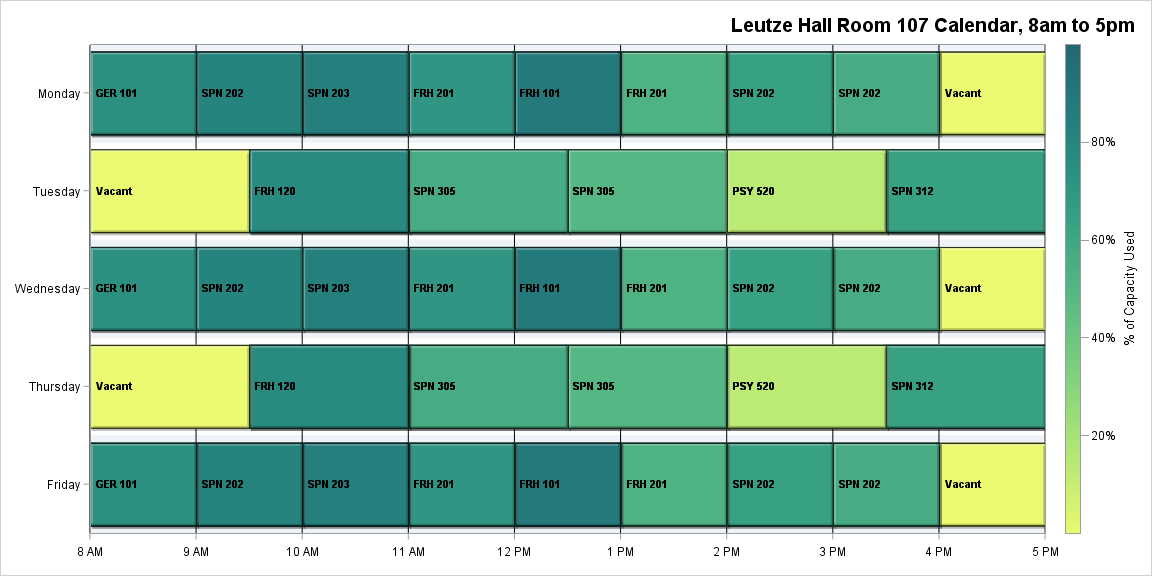 Leutze Hall Room 107 Calendar, 8am to 5pm
Monday
GER 101
SPN 202
SPN 203
FRH 201
FRH 101
FRH 201
SPN 202
SPN 202
Vacant
Tuesday
Vacant
FRH 120
SPN 305
SPN 305
PSY 520
SPN 312
Wednesday
GER 101
SPN 202
SPN 203
FRH 201
FRH 101
FRH 201
SPN 202
SPN 202
Vacant
Thursday
Vacant
FRH 120
SPN 305
SPN 305
PSY 520
SPN 312
Friday
GER 101
SPN 202
SPN 203
FRH 201
FRH 101
FRH 201
SPN 202
SPN 202
Vacant
8 AM
9 AM
10 AM
11 AM
12 PM
1 PM
2 PM
3 PM
4 PM
5 PM
80%
60%
40%
20%
% of Capacity Used